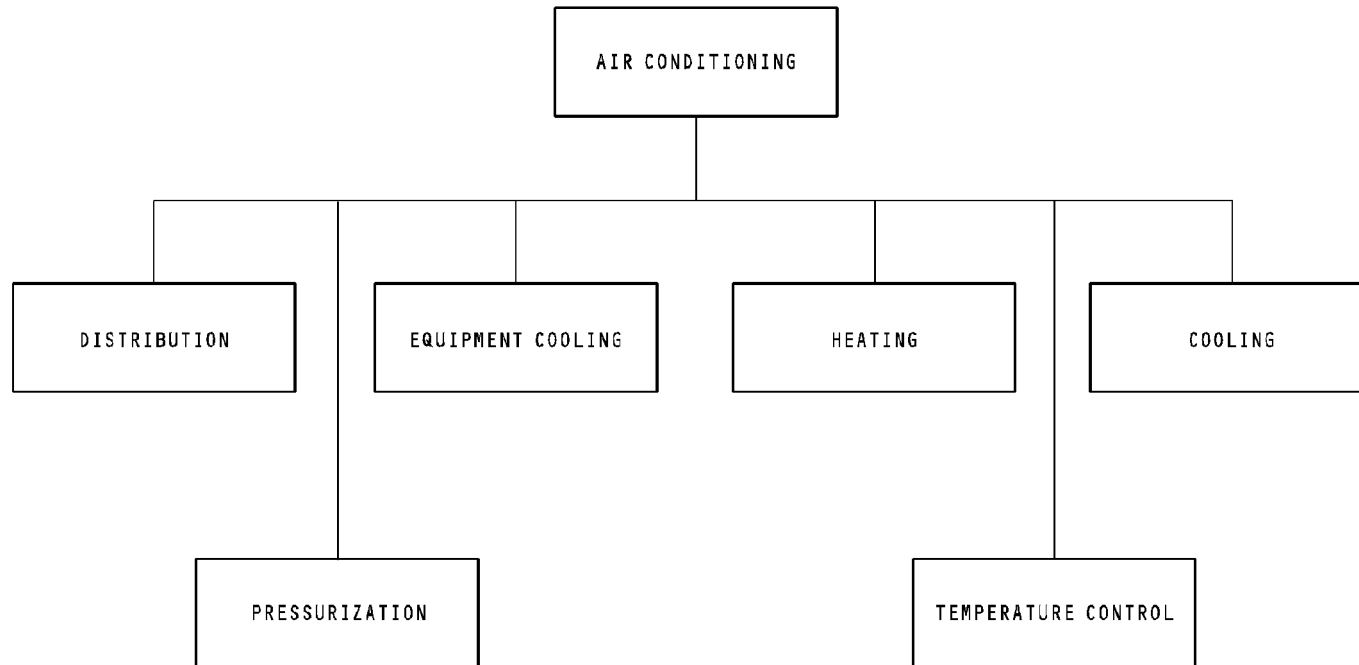 AIR CONDITIONING
DISTRIBUTION
EQUIPMENT COOLING
HEATING
COOLING
PRESSURIZATION
TEMPERATURE CONTROL